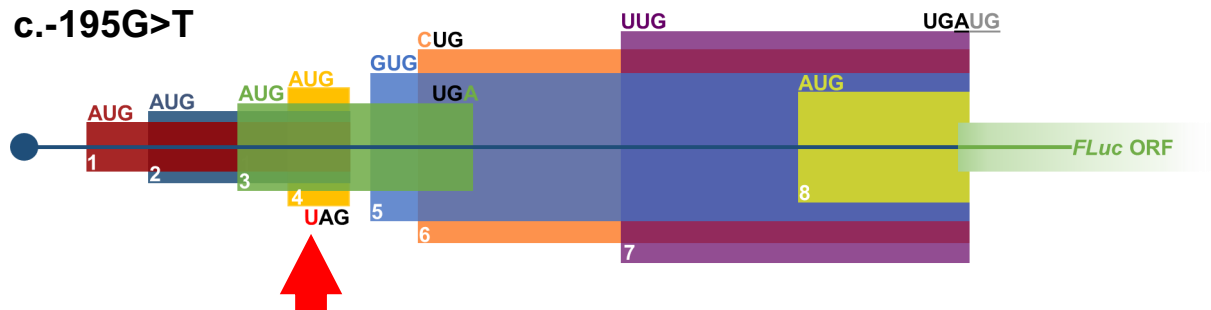 c.-195G>T
UUG
UGAUG
CUG
GUG
AUG
AUG
UGA
AUG
AUG
AUG
1
2
3
4
5
6
7
8
FLuc ORF
UAG